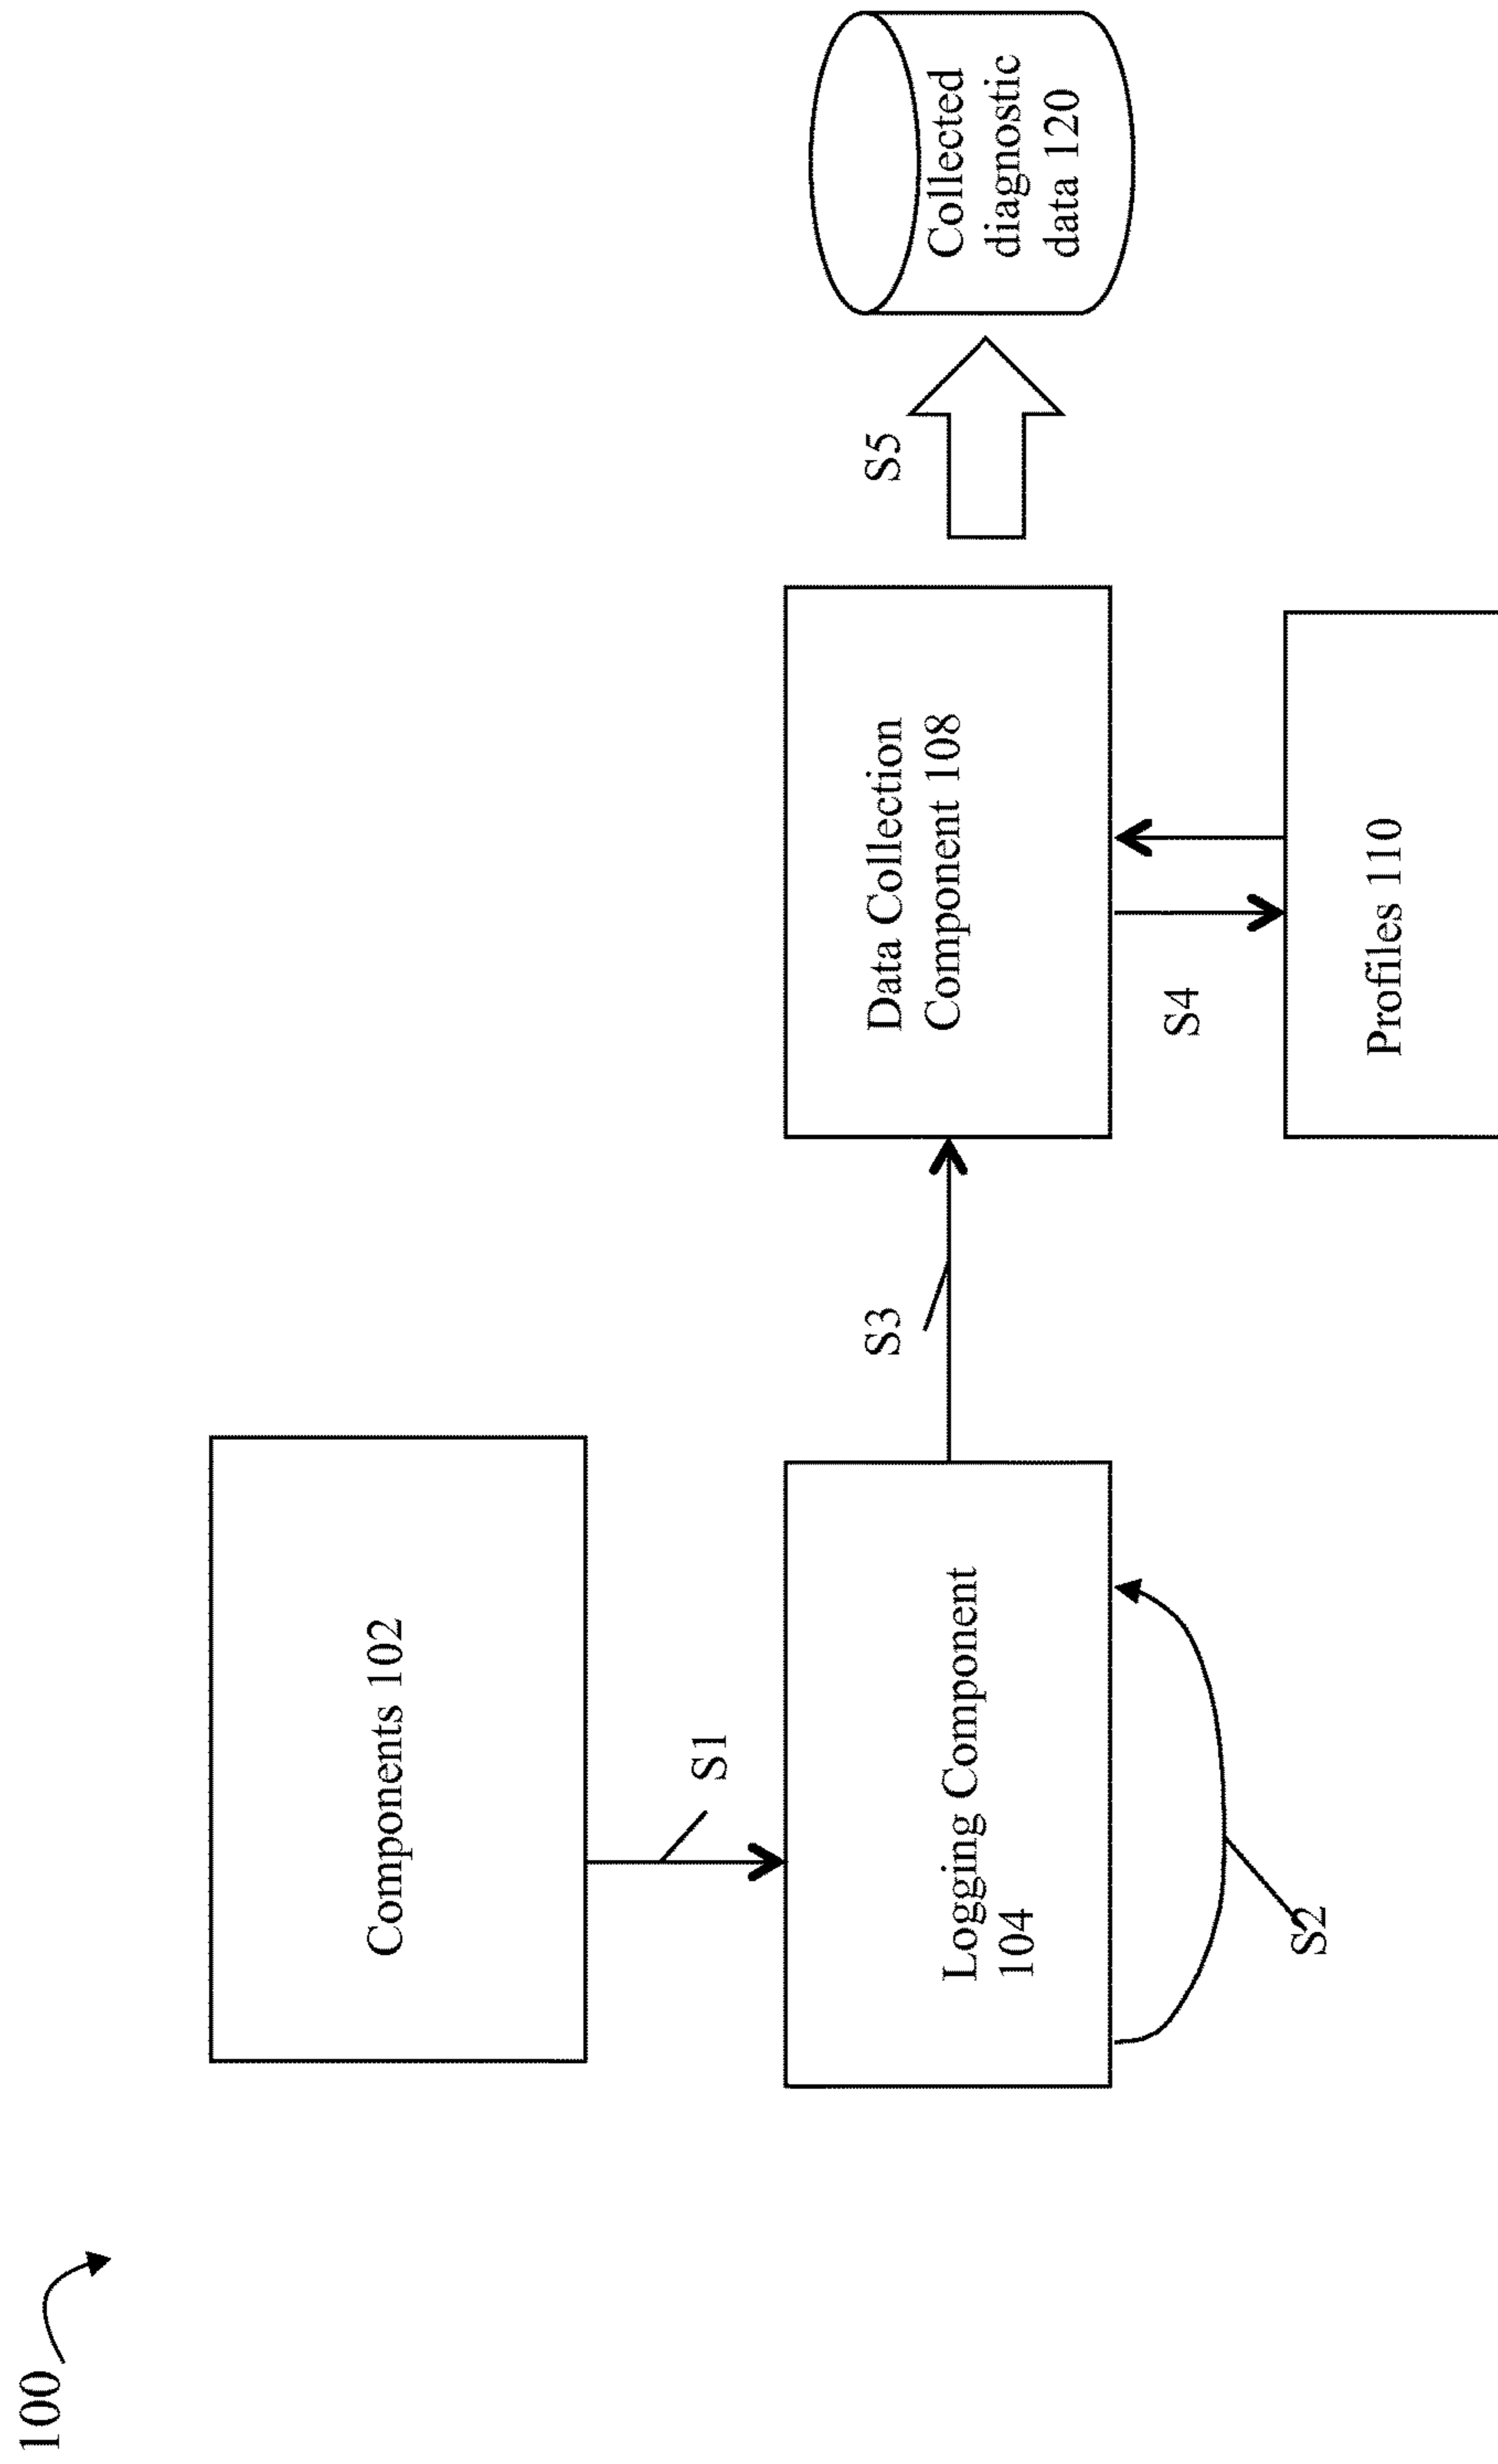 100
Components 102
S1
Logging Component
104
S2
S3
Data Collection
Component 108
S4
Profiles 110
S5
Collected
diagnostic
data 120